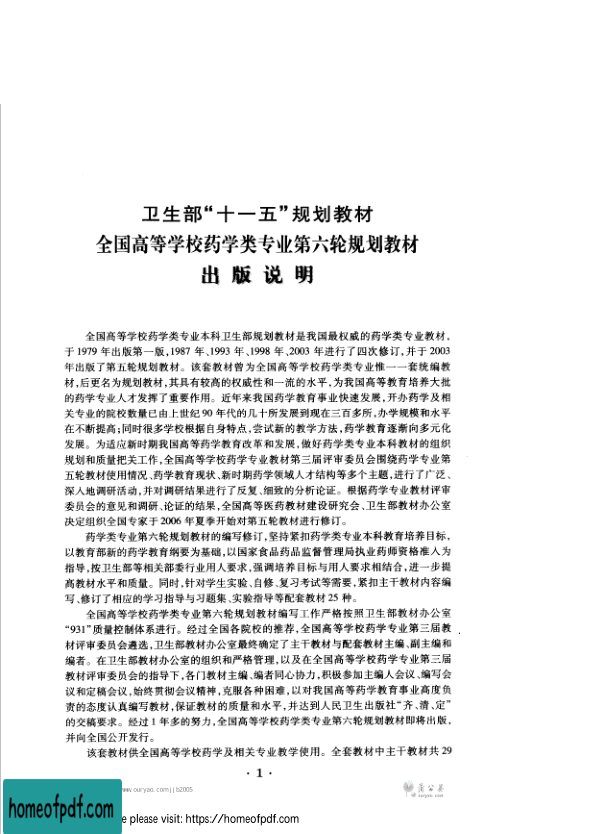 卫生部“十一五”规划教材
全国高等学校药学类专业第六轮规划教材
出版说明
全国高等学校药学类专业本科卫生部规划教材是我国最权威的药学类专业教材,
于1979年出版第一版,1987年、1993年、1998年、2003年进行了四次修订,并于2003
年出版了第五轮规划教材。该套教材曾为全国高等学校药学类专业惟一一套统编教
材,后更名为规划教材,其具有较高的权威性和一流的水平,为我国高等教育培养大批
的药学专业人才发挥了重要作用。近年来我国药学教育事业快速发展,开办药学及相
关专业的院校数量已由上世纪90年代的几十所发展到现在三百多所,办学规模和水平
在不断提高;同时很多学校根据自身特点,尝试新的教学方法,药学教育逐渐向多元化
发展。为适应新时期我国高等药学教育改革和发展,做好药学类专业本科教材的组织
规划和质量把关工作,全国高等学校药学专业教材第三届评审委员会围绕药学专业第
五轮教材使用情况、药学教育现状、新时期药学领域人才结构等多个主题,进行了广泛、
深入地调研活动,并对调研结果进行了反复、细致的分析论证。根据药学专业教材评审
委员会的意见和调研、论证的结果,全国高等医药教材建设研究会、卫生部教材办公室
决定组织全国专家于2006年夏季开始对第五轮教材进行修订。
药学类专业第六轮规划教材的编写修订,坚持紧扣药学类专业本科教育培养目标,
以教育部新的药学教育纲要为基础,以国家食品药品监督管理局执业药师资格准人为
指导,按卫生部等相关部委行业用人要求,强调培养目标与用人要求相结合,进一步提
高教材水平和质量。同时,针对学生实验、自修、复习考试等需要,紧扣主干教材内容编
写、修订了相应的学习指导与习题集、实验指导等配套教材25种。
全国高等学校药学类专业第六轮规划教材编写工作严格按照卫生部教材办公室
“931”质量控制体系进行。经过全国各院校的推荐,全国高等学校药学专业第三届教
材评审委员会遴选,卫生部教材办公室最终确定了主干教材与配套教材主编、副主编和
编者。在卫生部教材办公室的组织和严格管理,以及在全国高等学校药学专业第三届
教材评审委员会的指导下,各门教材主编、编者同心协力,积极参加主编人会议、编写会
议和定稿会议,始终贯彻会议精神,克服各种困难,以对我国高等药学教育事业高度负
责的态度认真编写教材,保证教材的质量和水平,并达到人民卫生出版社“齐、清、定”
的交稿要求。经过1年多的努力,全国高等学校药学类专业第六轮规划教材即将出版,
并向全国公开发行。
该套教材供全国高等学校药学及相关专业教学使用。全套教材中主干教材共29
· 1 ·
ww.ouryao.com jjb2005
蒲公英
ouryao.com
homeofpdf.com
e please visit: https://homeofpdf.com